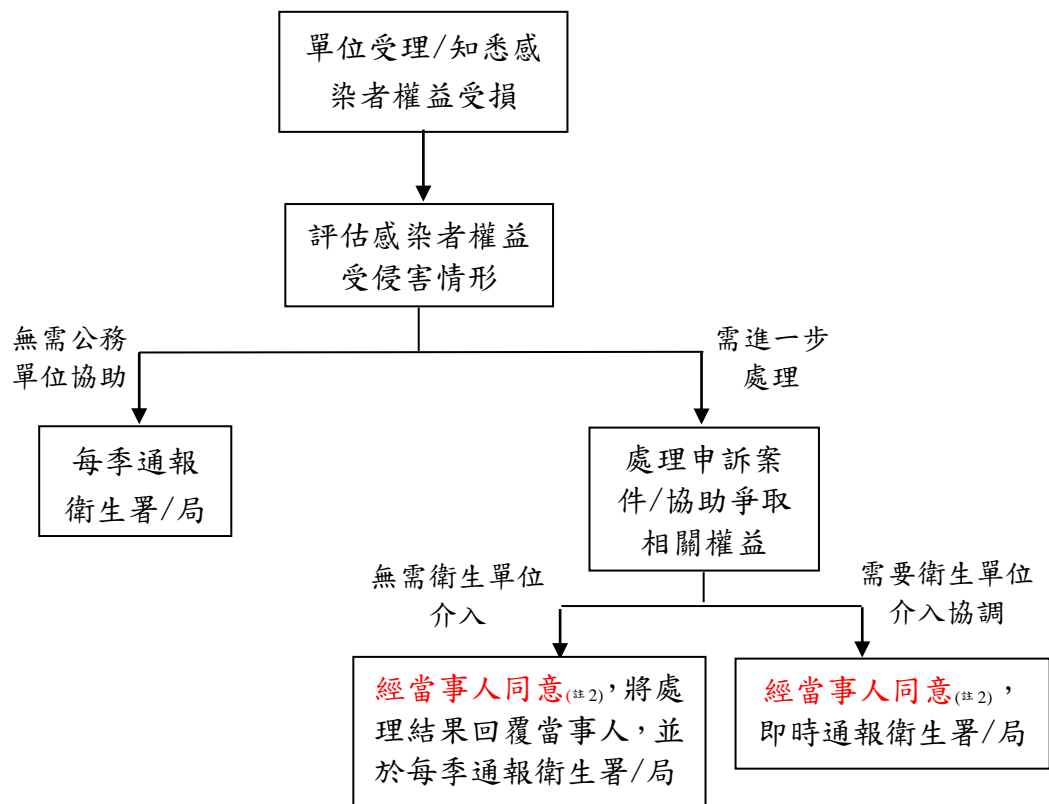 單位受理/知悉感
染者權益受損
評估感染者權益
受侵害情形
無需公務
單位協助
需進一步
處理
每季通報
衛生署/局
處理申訴案
件/協助爭取
相關權益
無需衛生單位
介入
需要衛生單位
介入協調
經當事人同意(註2),將處
理結果回覆當事人,並
於每季通報衛生署/局
經當事人同意(註2),
即時通報衛生署/局